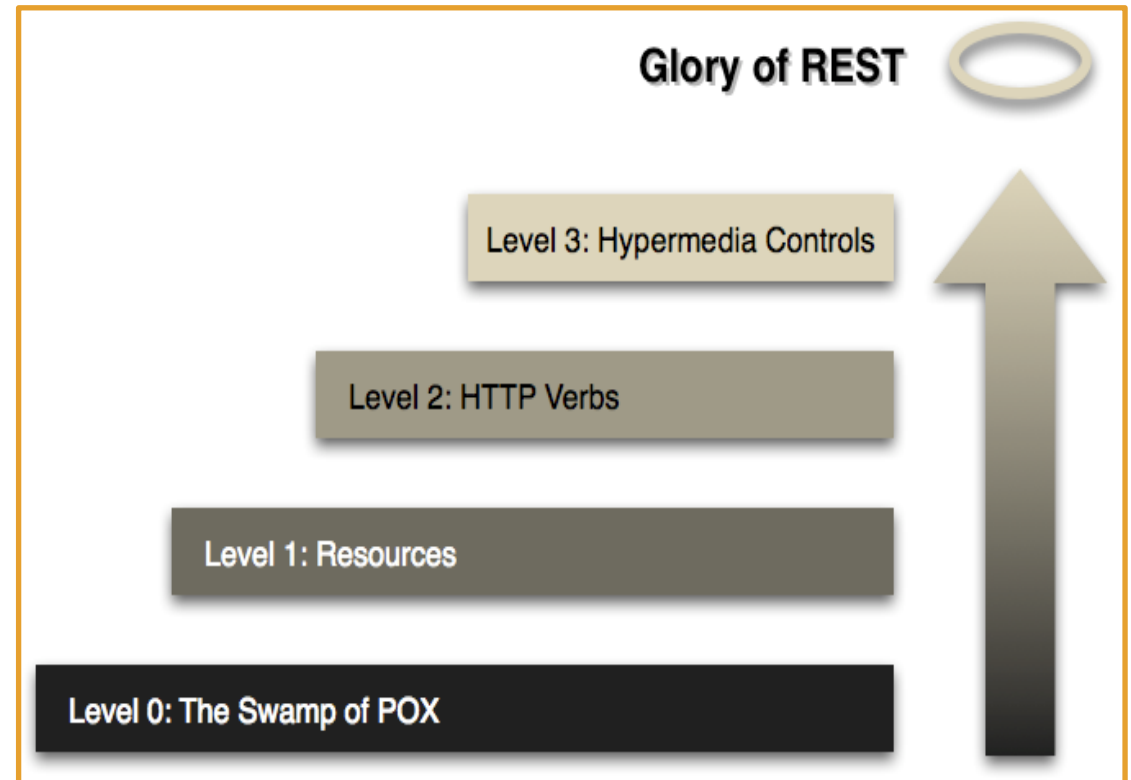 Glory of REST
Level 3: Hypermedia Controls
Level 2: HTTP Verbs
Level 1: Resources
Level 0: The Swamp of POX